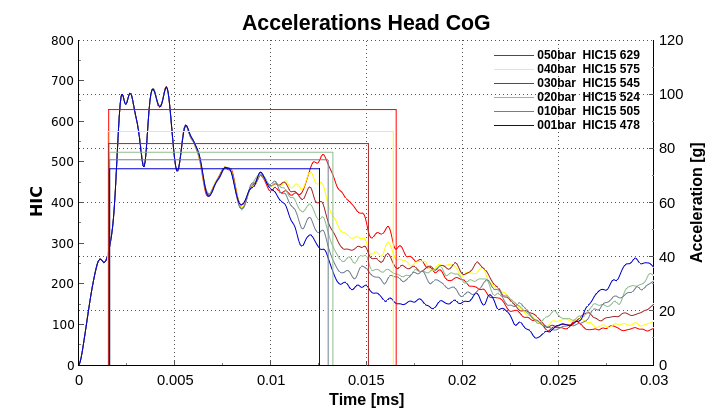 Accelerations Head CoG
800
700
600
500
400
300
200
100
0
HIC
120
100
80
60
40
20
0
Acceleration [g]
050bar HIC15 629
040bar HIC15 575
030bar HIC15 545
020bar HIC15 524
010bar HIC15 505
001bar HIC15 478
0 0.005 0.01 0.015 0.02 0.025 0.03
Time [ms]